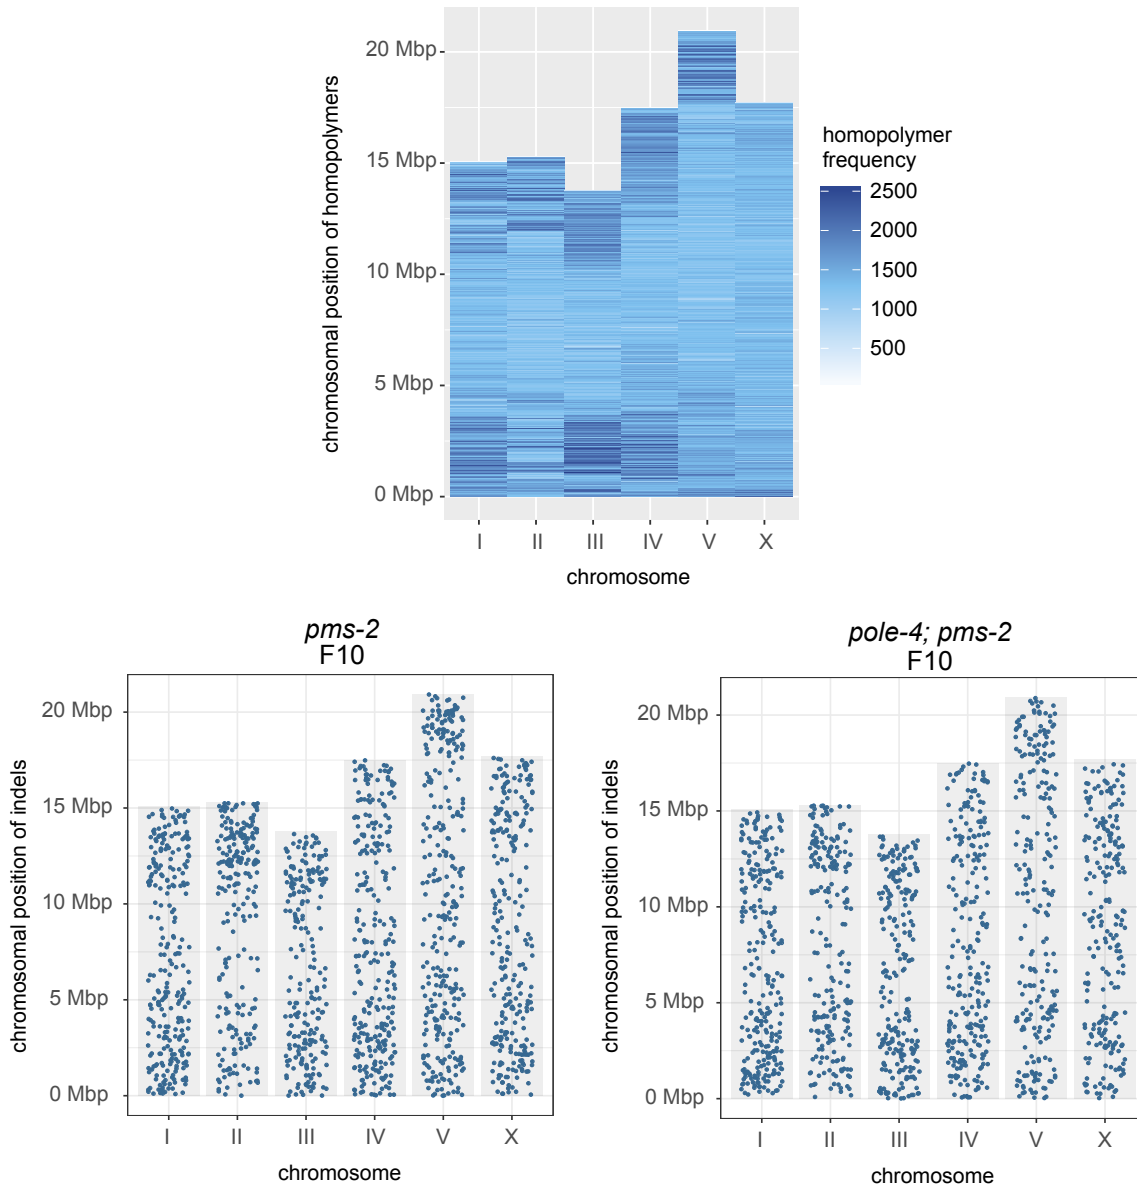 chromosomal position of homopolymers
20 Mbp
15 Mbp
10 Mbp
5 Mbp
0 Mbp
I II III IV V X
chromosome
homopolymer
frequency
2500
2000
1500
1000
500
pms-2
F10
chromosomal position of indels
20 Mbp
15 Mbp
10 Mbp
5 Mbp
0 Mbp
I II III IV V X
chromosome
pole-4; pms-2
F10
chromosomal position of indels
20 Mbp
15 Mbp
10 Mbp
5 Mbp
0 Mbp
I II III IV V X
chromosome